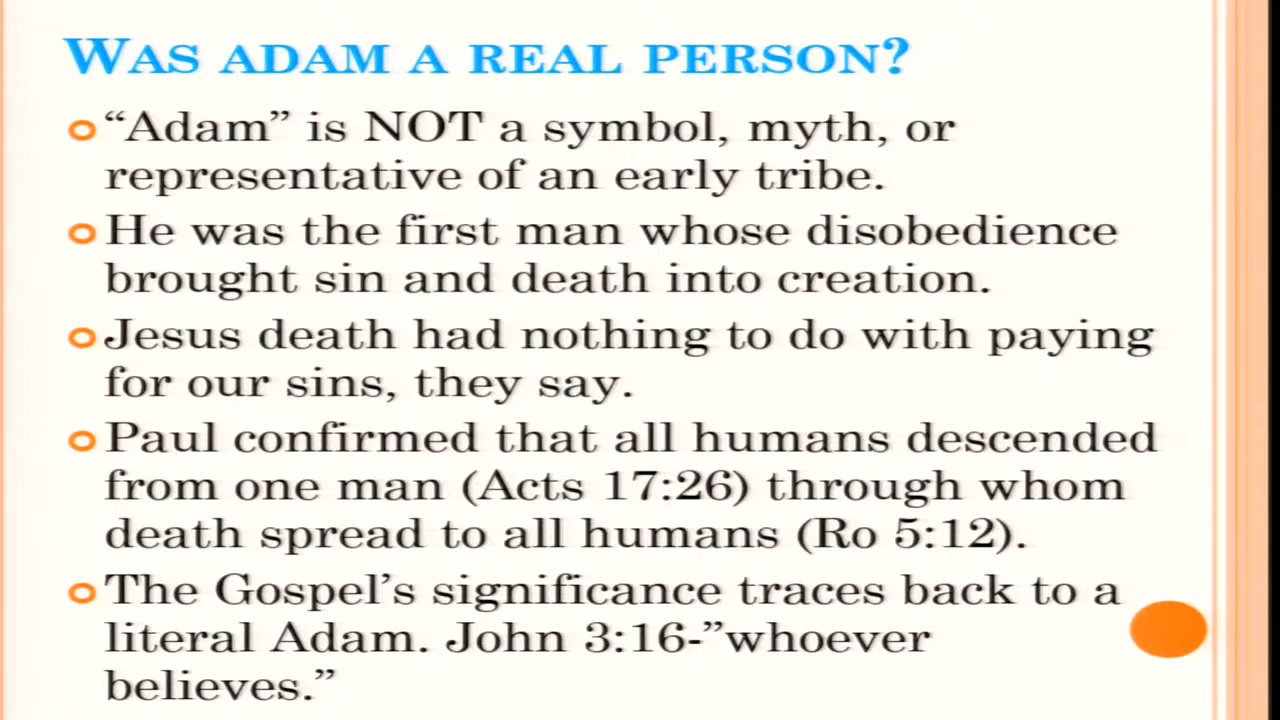 WAS ADAM A REAL PERSON?
“Adam” is NOT a symbol, myth, or
representative of an early tribe.
He was the first man whose disobedience
brought sin and death into creation.
Jesus death had nothing to do with paying
for our sins, they say.
Paul confirmed that all humans descended
from one man (Acts 17:26) through whom
death spread to all humans (Ro 5:12).
The Gospel’s significance traces back to a
literal Adam. John 3:16-”whoever
believes.”